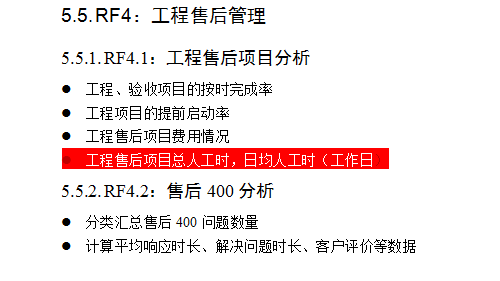 5.5. RF4：工程售后管理
5.5.1. RF4.1：工程售后项目分析
● 工程、验收项目的按时完成率
● 工程项目的提前启动率
● 工程售后项目费用情况
● 工程售后项目总人工时，日均人工时（工作日
5.5.2. RF4.2：售后 400 分析
● 分类汇总售后 400 问题数量
● 计算平均响应时长、解决问题时长、客户评价等数据